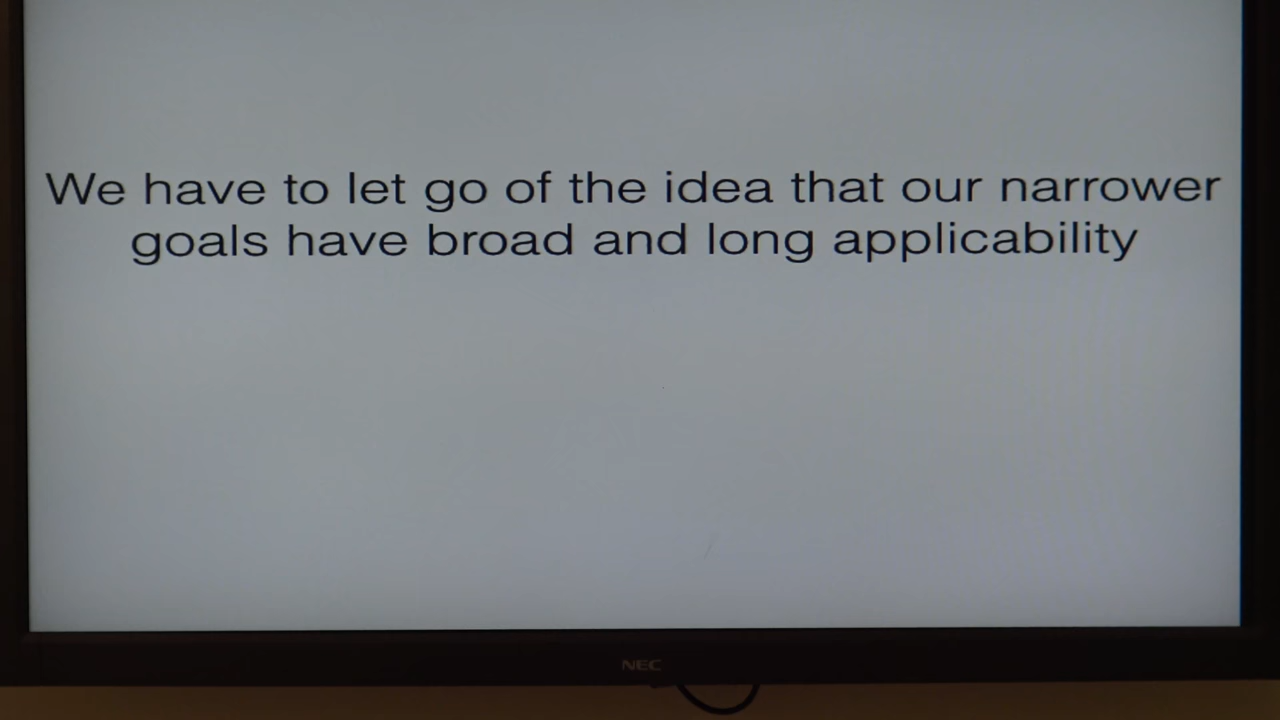 We have to let go of the idea that our narrower
goals have broad and long applicability
NEC